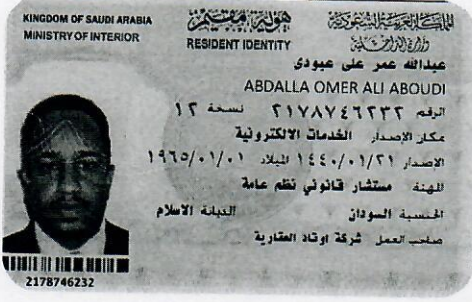 KINGDOM OF SAUDI ARABIA
MINISTRY OF INTERIOR
هوية مقيم
RESIDENT IDENTITY
المملكة العربية السعودية
وزارة الداخلية
عبدالله عمر على عبودى
ABDALLA OMER ALI ABOUDI
الرقم ٢١٧٨٧٤٦٢٣٢ نسخة ١٢
مكان الإصدار الخدمات الالكترونية
الاصدار ١٤٤٠/٠١/٢١ الميلاد ١٩٦٥/٠١/٠١
المهنة مستشار قانوني نظم عامة
الجنسية السودان الديانة الاسلام
صاحب العمل شركة اوتاد العقارية
2178746232